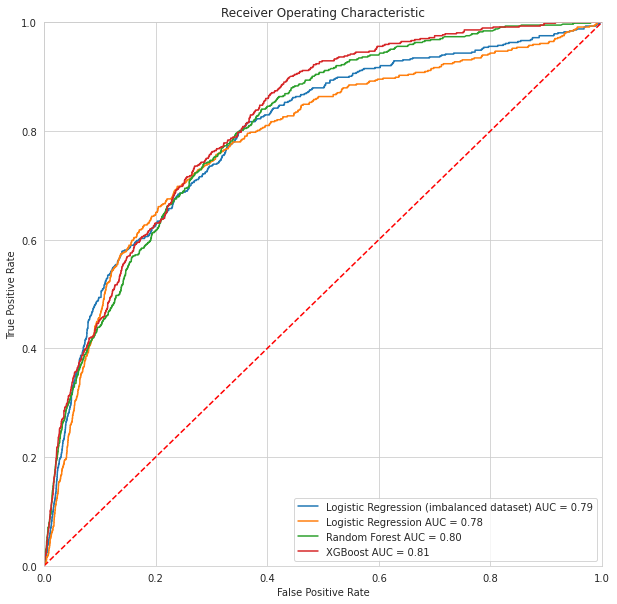 Receiver Operating Characteristic
1.0
0.8
0.6
0.4
0.2
0.0
True Positive Rate
Logistic Regression (imbalanced dataset) AUC = 0.79
Logistic Regression AUC = 0.78
Random Forest AUC = 0.80
XGBoost AUC = 0.81
0.0 0.2 0.4 0.6 0.8 1.0
False Positive Rate